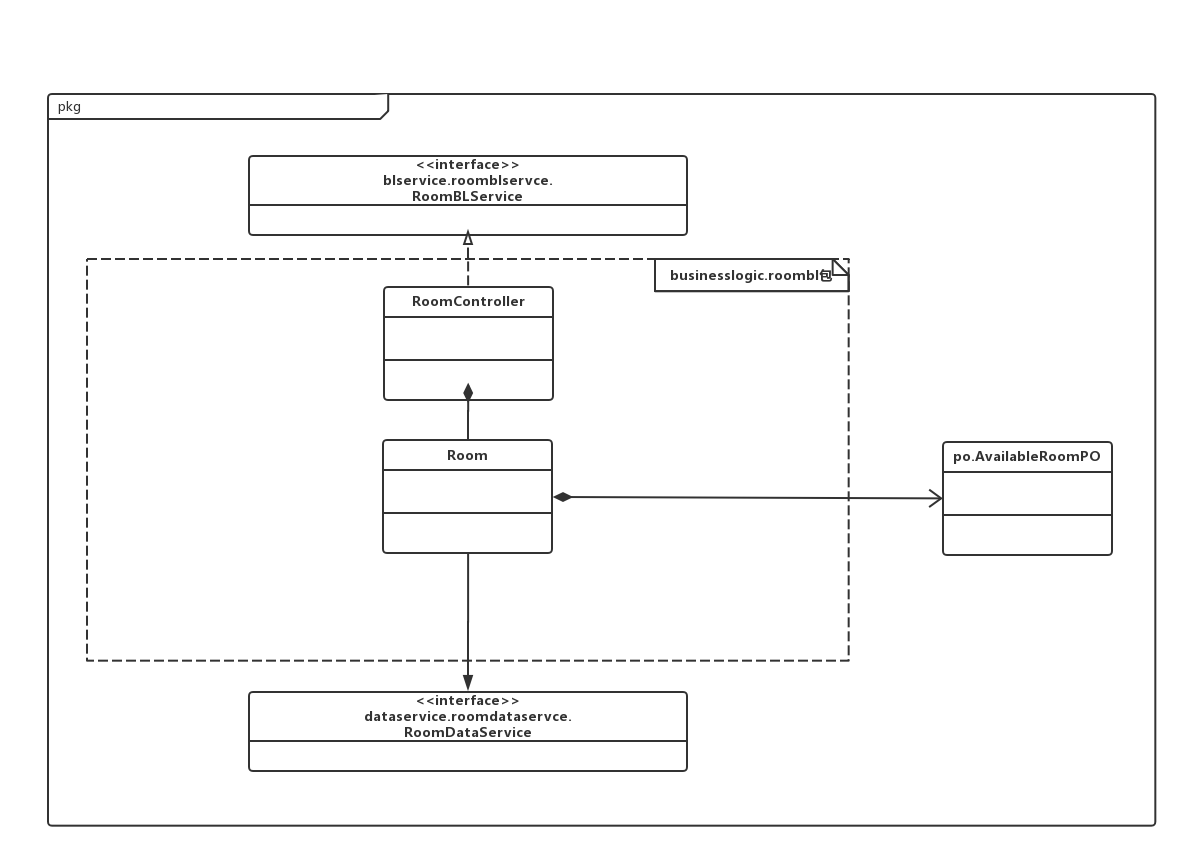 pkg
<<interface>>
blservice.roomblservce.
RoomBLService
businesslogic.roombl包
RoomController
Room
po.AvailableRoomPO
<<interface>>
dataservice.roomdataservce.
RoomDataService